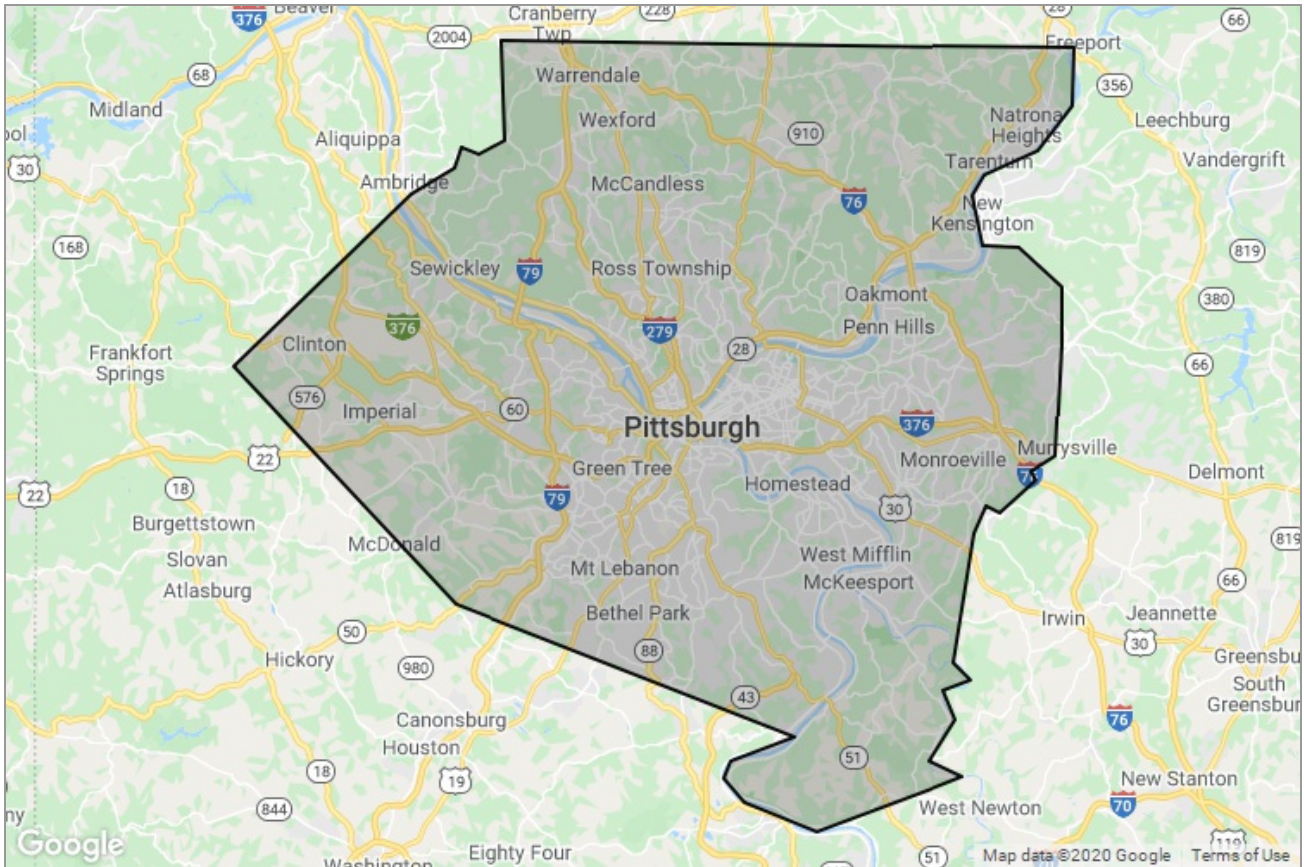 376
Beaver
228
Cranberry
Twp
28
66
2004
Freeport
68
Warrendale
356
Midland
Wexford
Natrona
Heights
Leechburg
910
Aliquippa
30
Tarentum
Vandergrift
Ambridge
McCandless
76
New
Kensington
168
819
Sewickley
79
Ross Township
Oakmont
380
376
279
Penn Hills
Clinton
28
Frankfort
Springs
66
576
Imperial
60
Pittsburgh
376
22
Green Tree
Monroeville
Murrysville
22
18
79
Homestead
Delmont
30
Burgettstown
McDonald
West Mifflin
819
Slovan
Mt Lebanon
McKeesport
66
Atlasburg
Bethel Park
Irwin
Jeannette
50
30
Hickory
980
88
Greensbu
South
Greensbur
43
Canonsburg
76
Houston
51
18
19
New Stanton
844
West Newton
70
ny
Google
Eighty Four
Washington
51
119
Map data ©2020 Google
Terms of Use